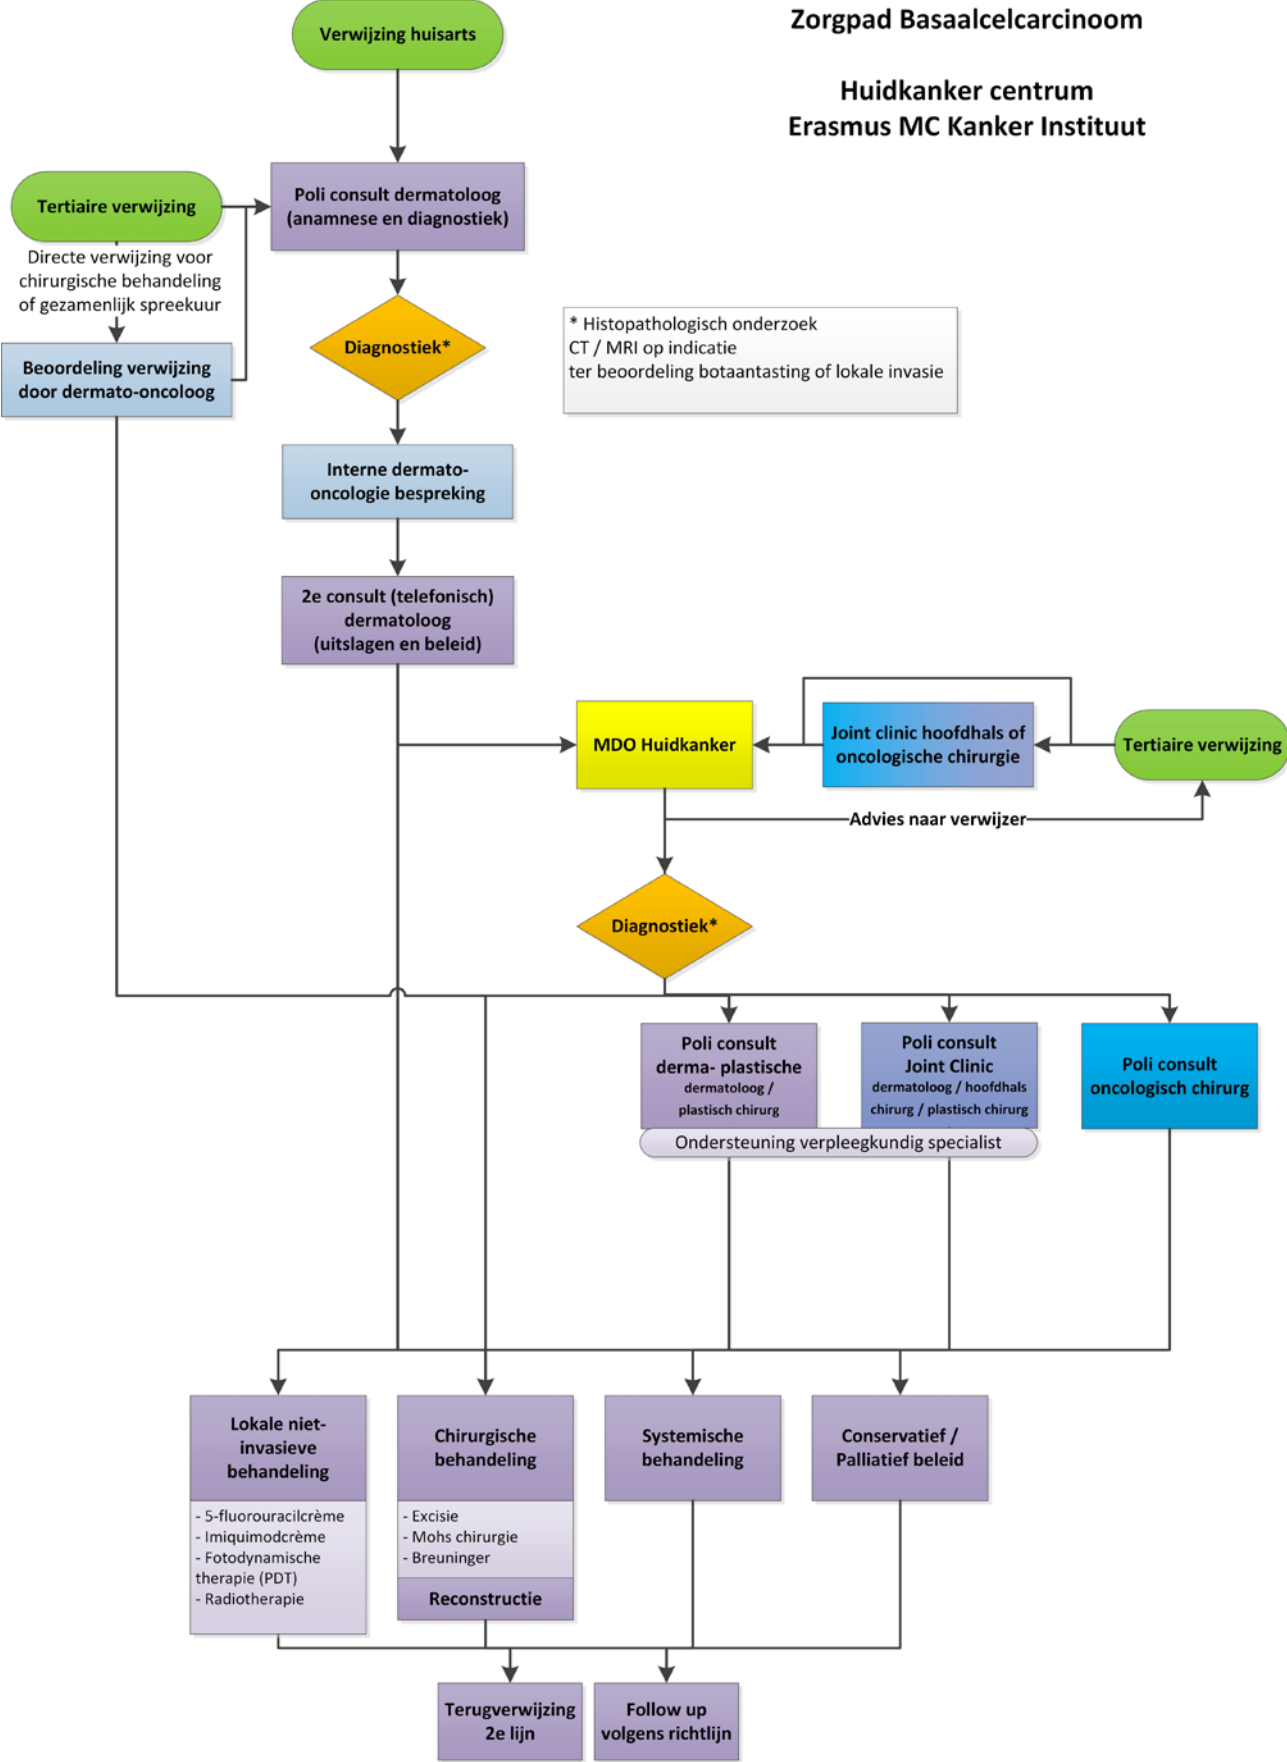 Zorgpad Basaalcelcarcinoom
Huidkanker centrum
Erasmus MC Kanker Instituut
Verwijzing huisarts
Poli consult dermatoloog
(anamnese en diagnostiek)
Tertiaire verwijzing
Directe verwijzing voor
chirurgische behandeling
of gezamenlijk spreekuur
Beoordeling verwijzing
door dermato-oncoloog
Diagnostiek*
* Histopathologisch onderzoek
CT / MRI op indicatie
ter beoordeling botaantasting of lokale invasie
Interne dermato-
oncologie bespreking
2e consult (telefonisch)
dermatoloog
(uitslagen en beleid)
MDO Huidkanker
Joint clinic hoofdhals of
oncologische chirurgie
Tertiaire verwijzing
Advies naar verwijzer
Diagnostiek*
Poli consult
derma- plastische
dermatoloog /
plastisch chirurg
Poli consult
Joint Clinic
dermatoloog / hoofdhals
chirurg / plastisch chirurg
Poli consult
oncologisch chirurg
Ondersteuning verpleegkundig specialist
Lokale niet-
invasieve
behandeling
- 5-fluorouracilcrème
- Imiquimodcrème
- Fotodynamische
therapie (PDT)
- Radiotherapie
Chirurgische
behandeling
- Excisie
- Mohs chirurgie
- Breuninger
Reconstructie
Systemische
behandeling
Conservatief /
Palliatief beleid
Terugverwijzing
2e lijn
Follow up
volgens richtlijn